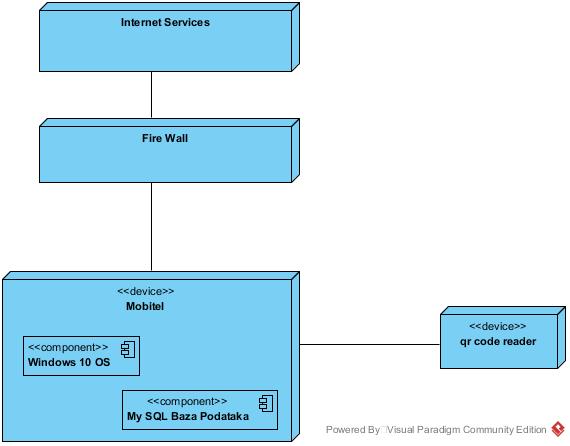 Internet Services
Fire Wall
<<device>>
Mobitel
<<component>>
Windows 10 OS
<<component>>
My SQL Baza Podataka
<<device>>
qr code reader
Powered By Visual Paradigm Community Edition